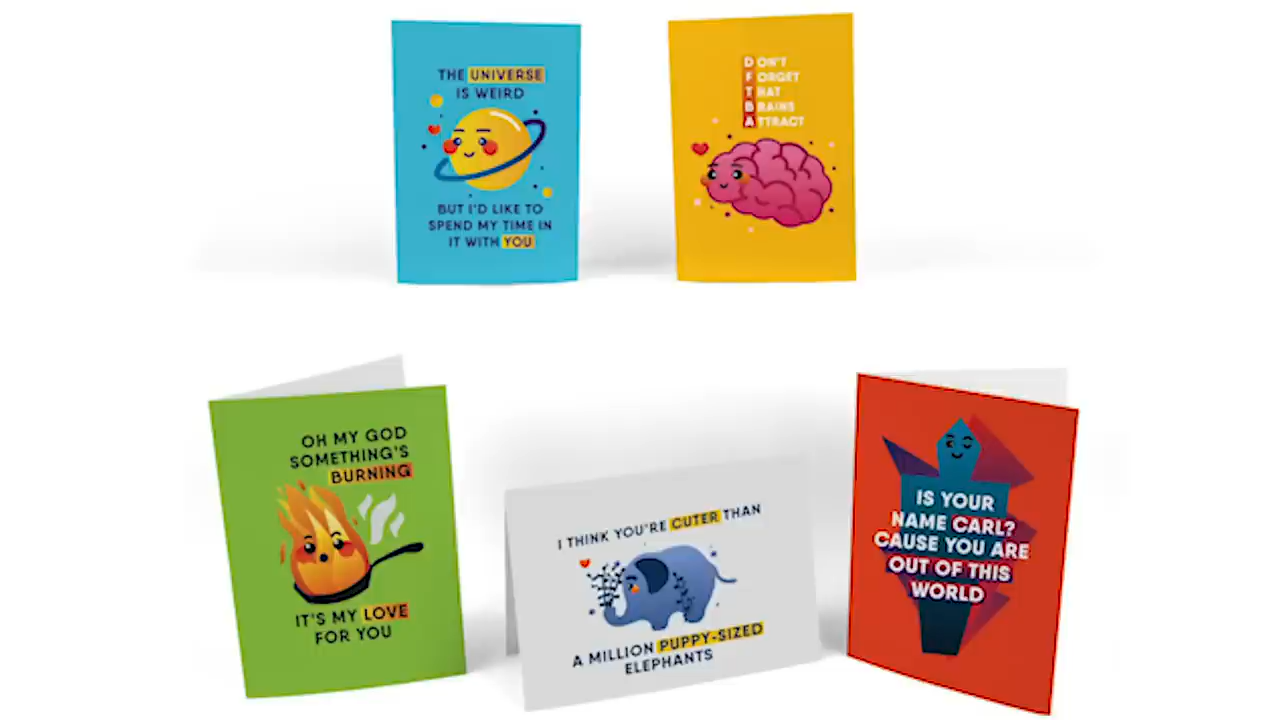 THE UNIVERSE
IS WEIRD
BUT I'D LIKE TO
SPEND MY TIME IN
IT WITH YOU
DON'T
FORGET
THAT
BRAINS
ATTRACT
OH MY GOD
SOMETHING'S
BURNING
IT'S MY LOVE
FOR YOU
I THINK YOU'RE CUTER THAN
A MILLION PUPPY-SIZED
ELEPHANTS
IS YOUR
NAME CARL?
CAUSE YOU ARE
OUT OF THIS
WORLD